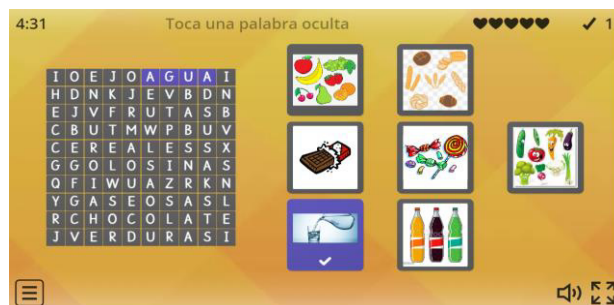 4:31 Toca una palabra oculta ✓ 1
I O E J O A G U A I
H D N K J E V B D N
E J V F R U T A S B
C B U T M W P B U V
C E R E A L E S S X
G G O L O S I N A S
Q F I W U A Z R K N
Y G A S E O S A S L
R C H O C O L A T E
J V E R D U R A S I